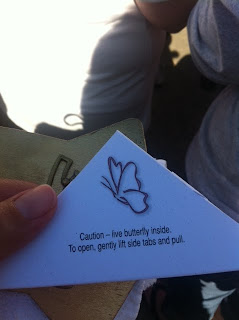 Caution – live butterfly inside.
To open, gently lift side tabs and pull.